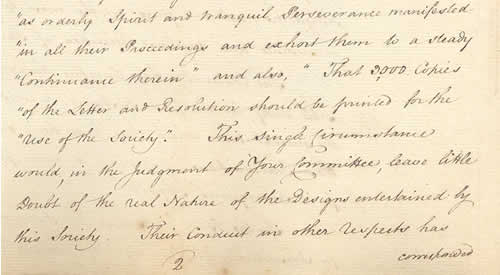 "as orderly Spirit and tranquil Perseverance manifested
"in all their Proceedings and exhort them to a steady
"Continuance therein" and also, "That 3000 Copies
"of the Letter and Resolution should be printed for the
"Use of the Society". This single Circumstance
would, in the Judgment of Your Committee, leave little
Doubt of the real Nature of the Designs entertained by
this Society. Their Conduct in other respects has
corresponded
2